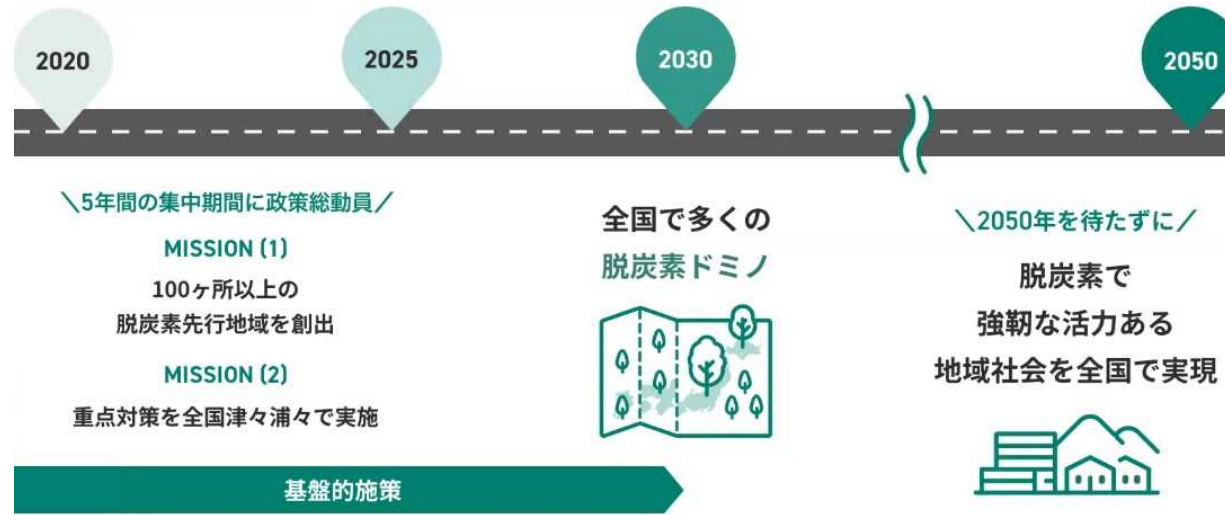 2020
2025
2030
2050
\5年間の集中期間に政策総動員/
MISSION (1)
100ヶ所以上の
脱炭素先行地域を創出
MISSION (2)
重点対策を全国津々浦々で実施
基盤的施策
全国で多くの
脱炭素ドミノ
\2050年を待たずに/
脱炭素で
強靭な活力ある
地域社会を全国で実現